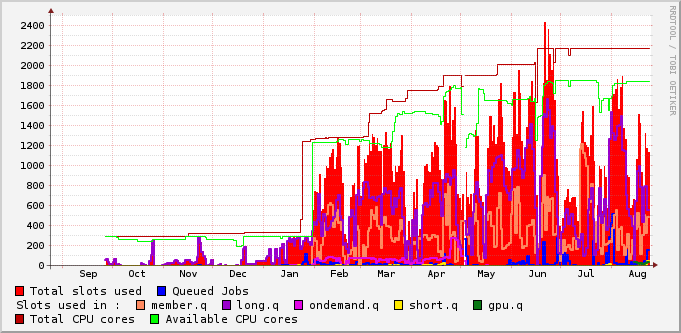 RRDTOOL / TOBI OETIKER
2400
2200
2000
1800
1600
1400
1200
1000
800
600
400
200
0
Sep Oct Nov Dec Jan Feb Mar Apr May Jun Jul Aug
Total slots used Queued Jobs
Slots used in : member.q long.q ondemand.q short.q gpu.q
Total CPU cores Available CPU cores